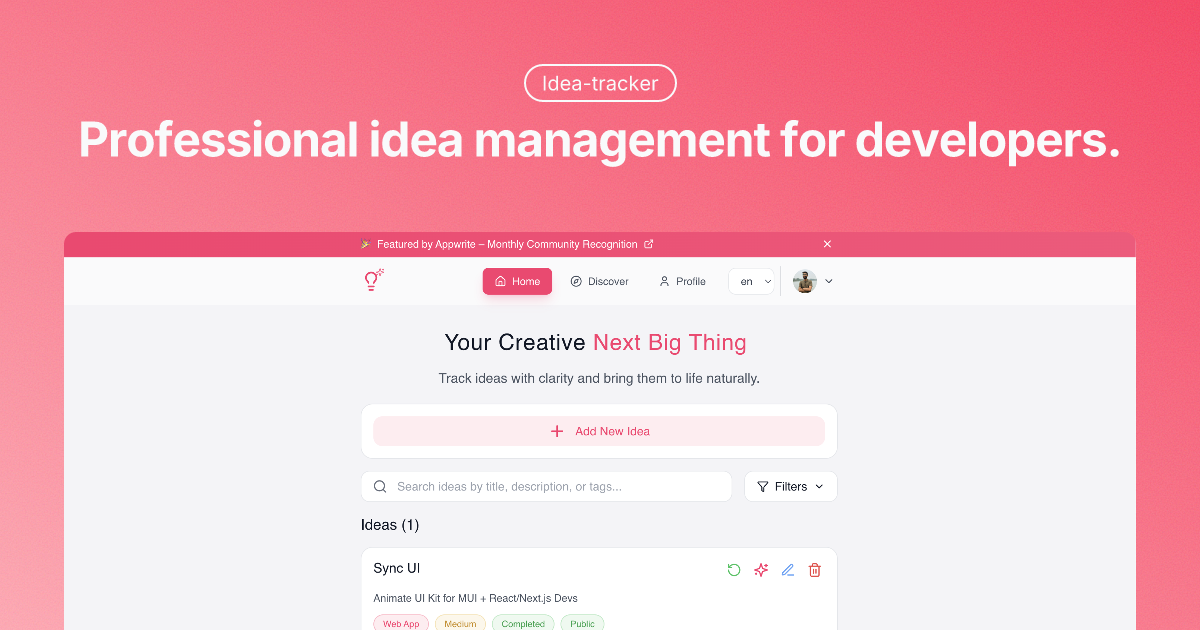 Idea-tracker
Professional idea management for developers.
Featured by Appwrite – Monthly Community Recognition
Home Discover Profile en
Your Creative Next Big Thing
Track ideas with clarity and bring them to life naturally.
Add New Idea
Search ideas by title, description, or tags... Filters
Ideas (1)
Sync UI
Animate UI Kit for MUI + React/Next.js Devs
Web App Medium Completed Public